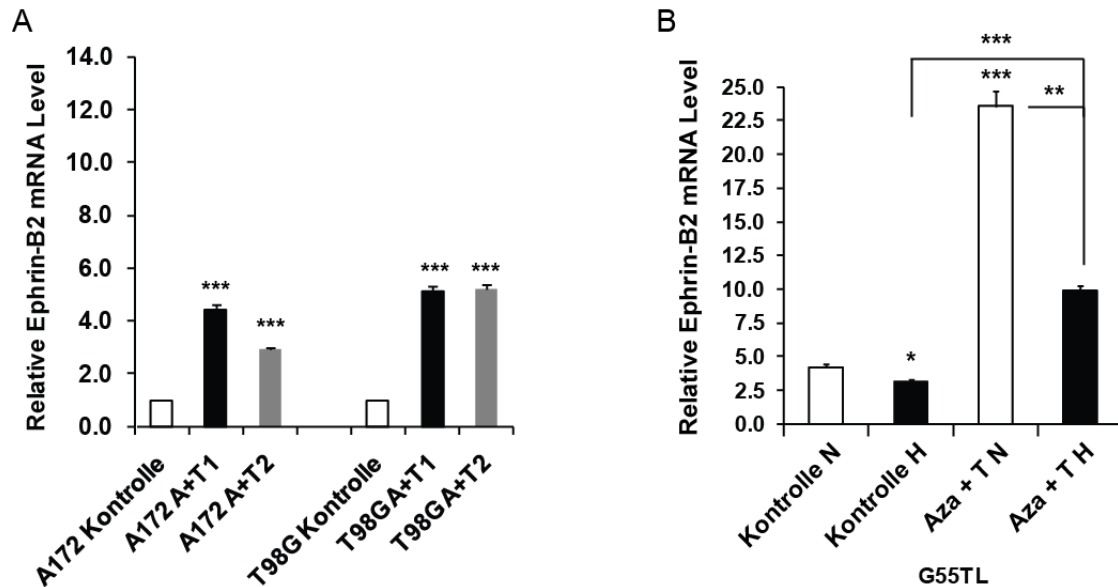 A
Relative Ephrin-B2 mRNA Level
14.0
12.0
10.0
8.0
6.0
4.0
2.0
0.0
***
***
***
***
A172 Kontrolle
A172 A+T1
A172 A+T2
T98G Kontrolle
T98GA+T1
T98GA+T2
B
Relative Ephrin-B2 mRNA Level
25.0
22.5
20.0
17.5
15.0
12.5
10.0
7.5
5.0
2.5
0.0
***
***
**
*
Kontrolle N
Kontrolle H
Aza + T N
Aza + T H
G55TL